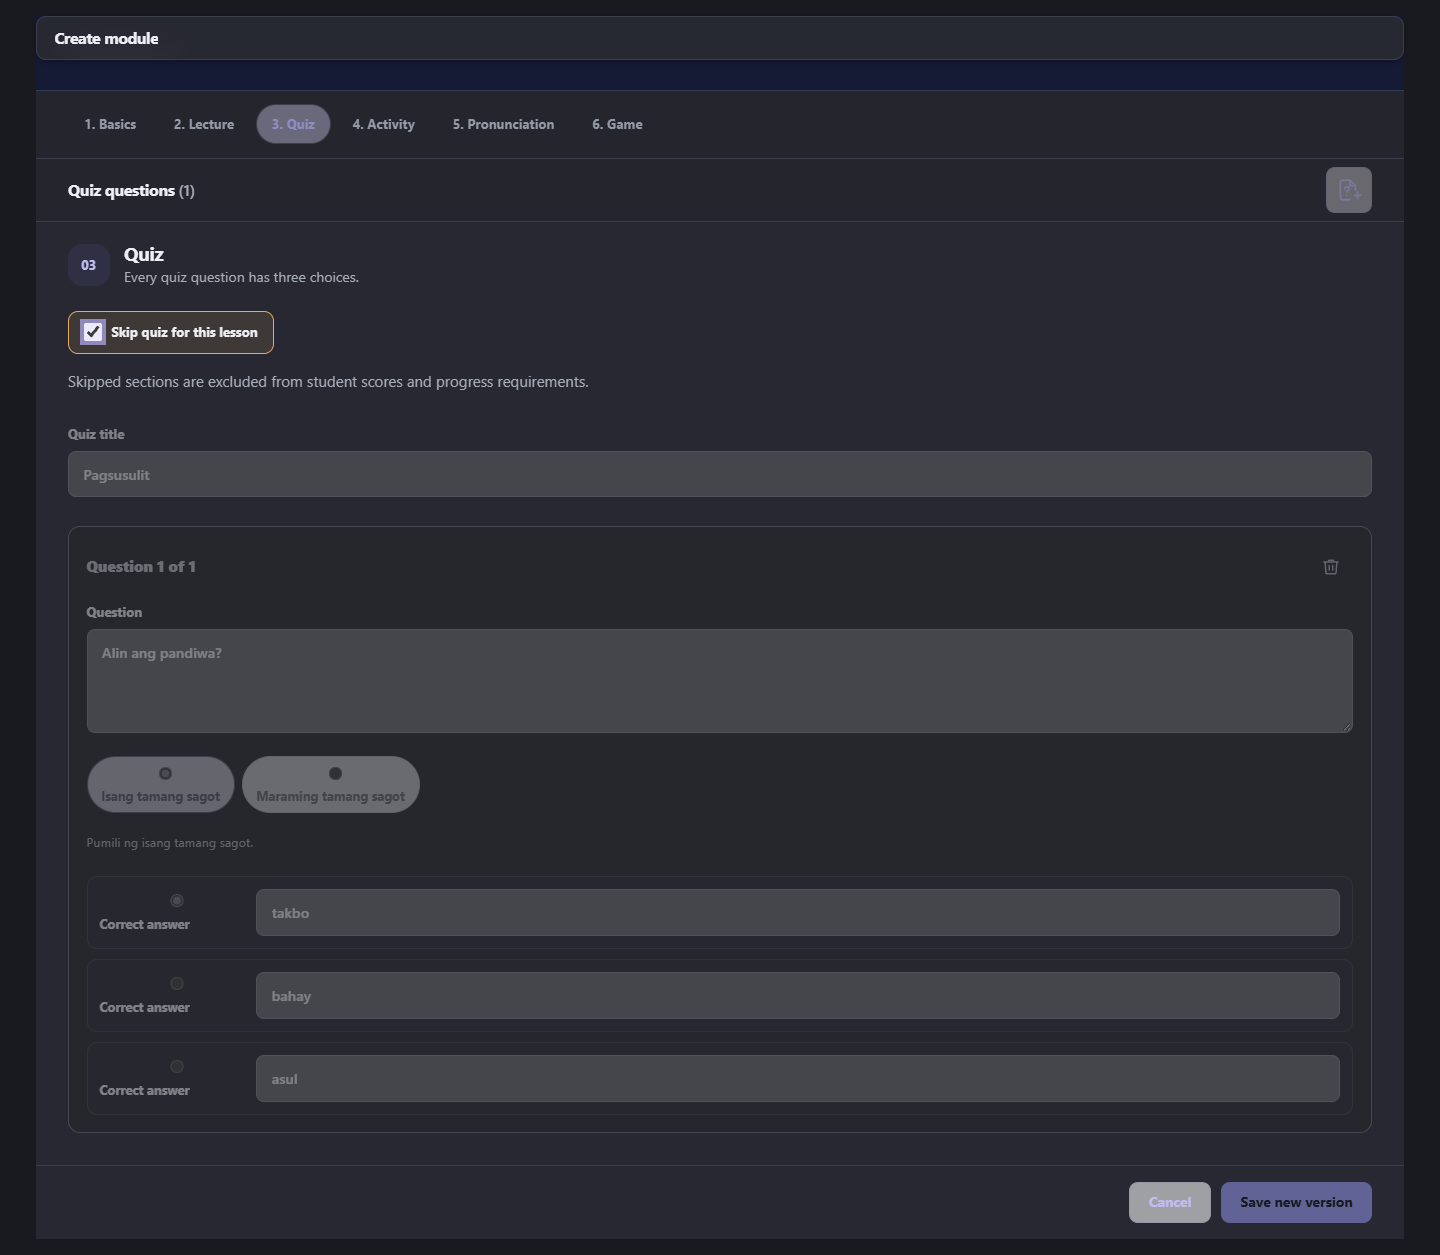 Create module
1. Basics
2. Lecture
3. Quiz
4. Activity
5. Pronunciation
6. Game
Quiz questions (1)
03
Quiz
Every quiz question has three choices.
Skip quiz for this lesson
Skipped sections are excluded from student scores and progress requirements.
Quiz title
Pagsusulit
Question 1 of 1
Question
Alin ang pandiwa?
Isang tamang sagot
Maraming tamang sagot
Pumili ng isang tamang sagot.
Correct answer
takbo
Correct answer
bahay
Correct answer
asul
Cancel
Save new version